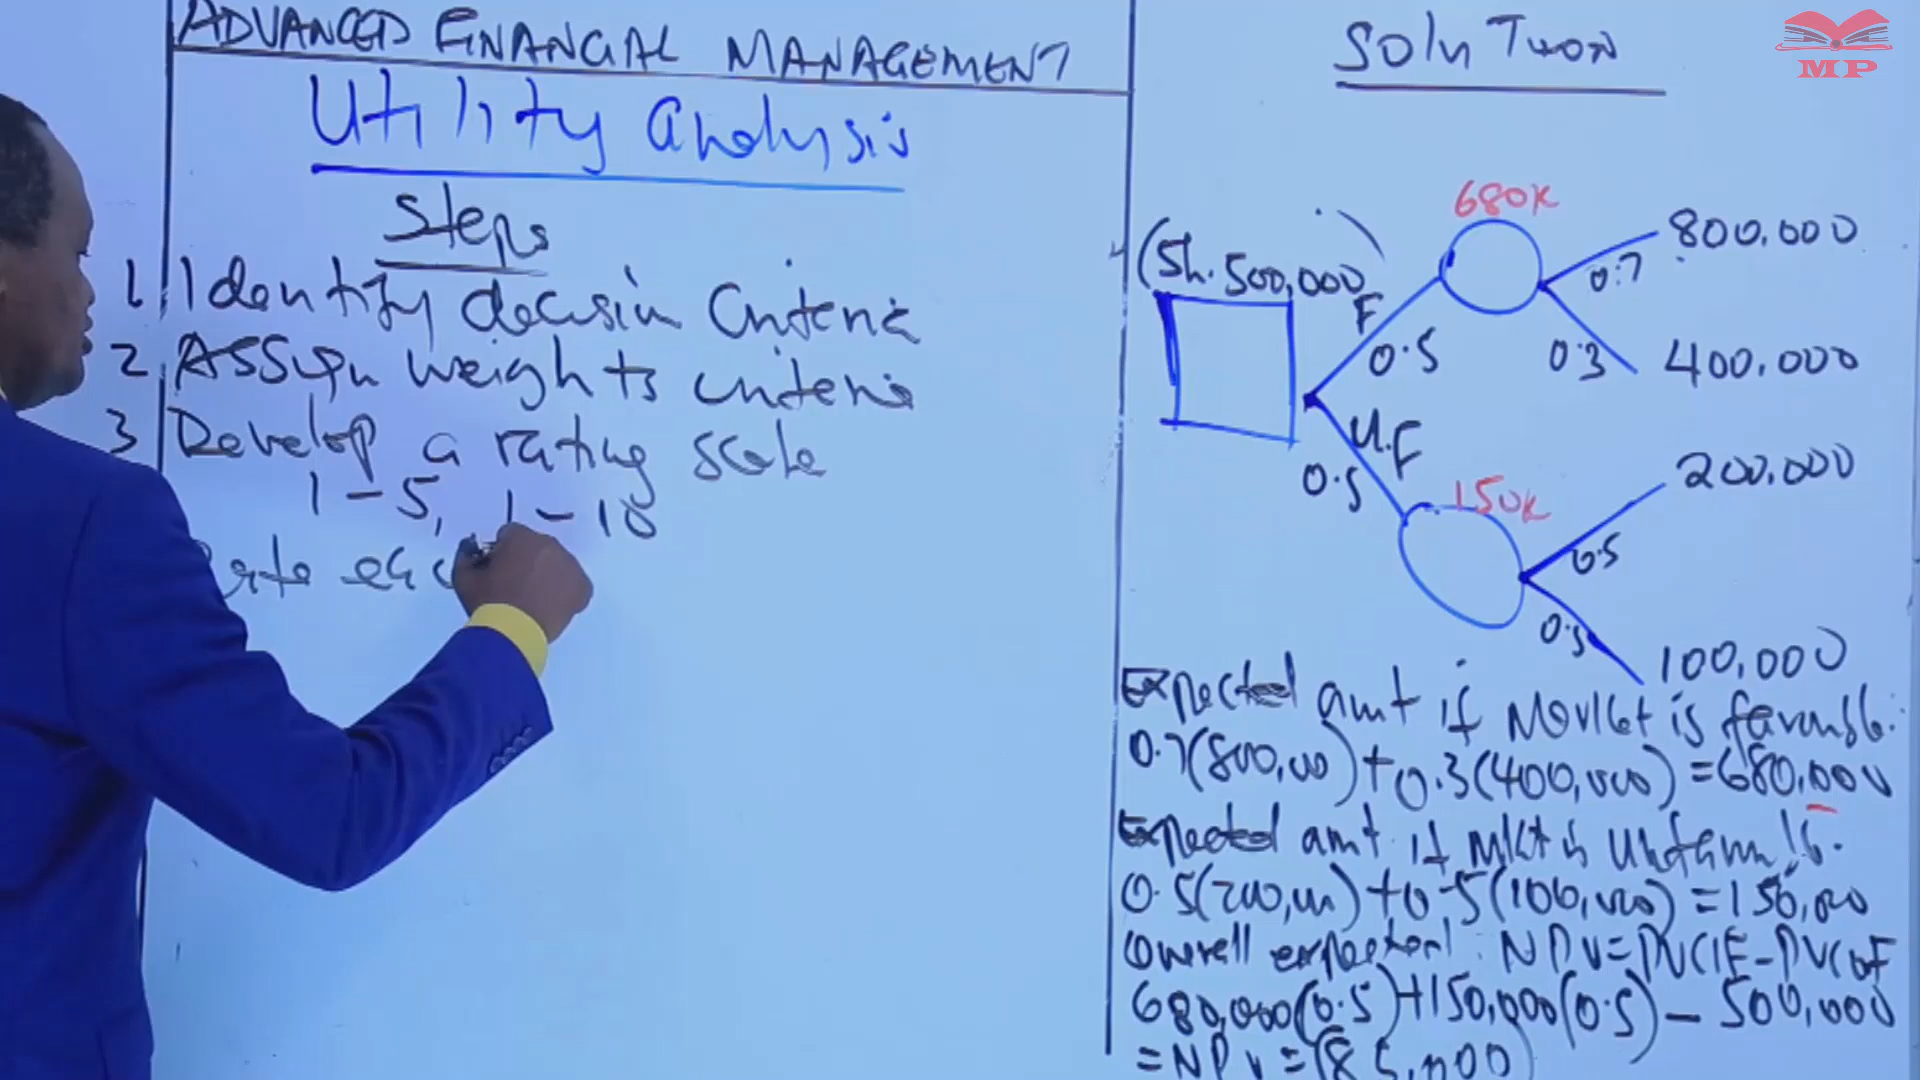 ADVANCED FINANCIAL MANAGEMENT
Utility Analysis
Steps
1 Identify decision Criteria
2 Assign weights criteria
3 Develop a rating scale
1 – 5, 1 – 10
Rate eac
Solution
MP
680K
800.000
(Sh. 500,000)
F
0.7
0.5
0.3
400.000
U.F
0.5
150K
200.000
0.5
0.5
100,000
Expected amt if Market is favourable.
0.7(800,000) + 0.3(400,000) = 680,000
Expected amt if mkt is
0.5(200,000) + 0.5(100,000) = 150,000
Overall : NPV = PVCIF – PVCOF
680,000(0.5) + 150,000(0.5) – 500,000
= NPV = (85,000)